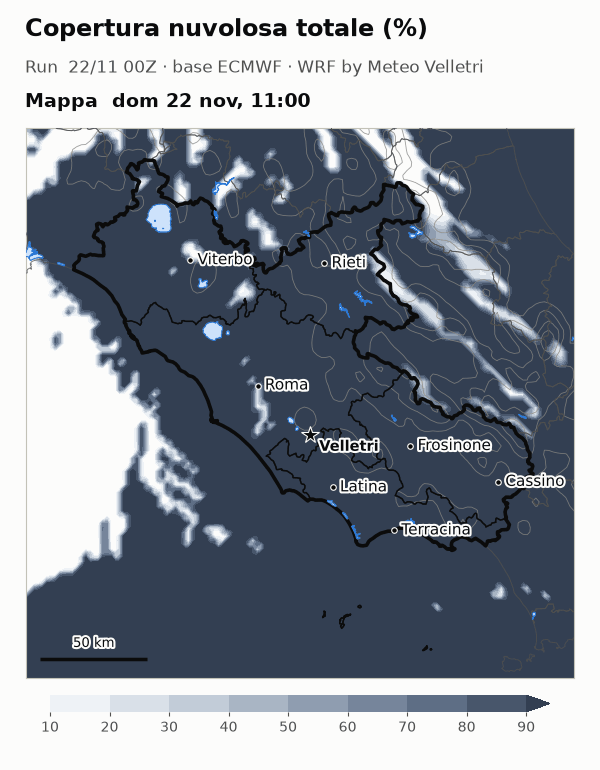 Copertura nuvolosa totale (%)
Run  22/11 00Z · base ECMWF · WRF by Meteo Velletri
Mappa  dom 22 nov, 11:00
Viterbo
Rieti
Roma
Velletri
Frosinone
Latina
Cassino
Terracina
50 km
10 20 30 40 50 60 70 80 90